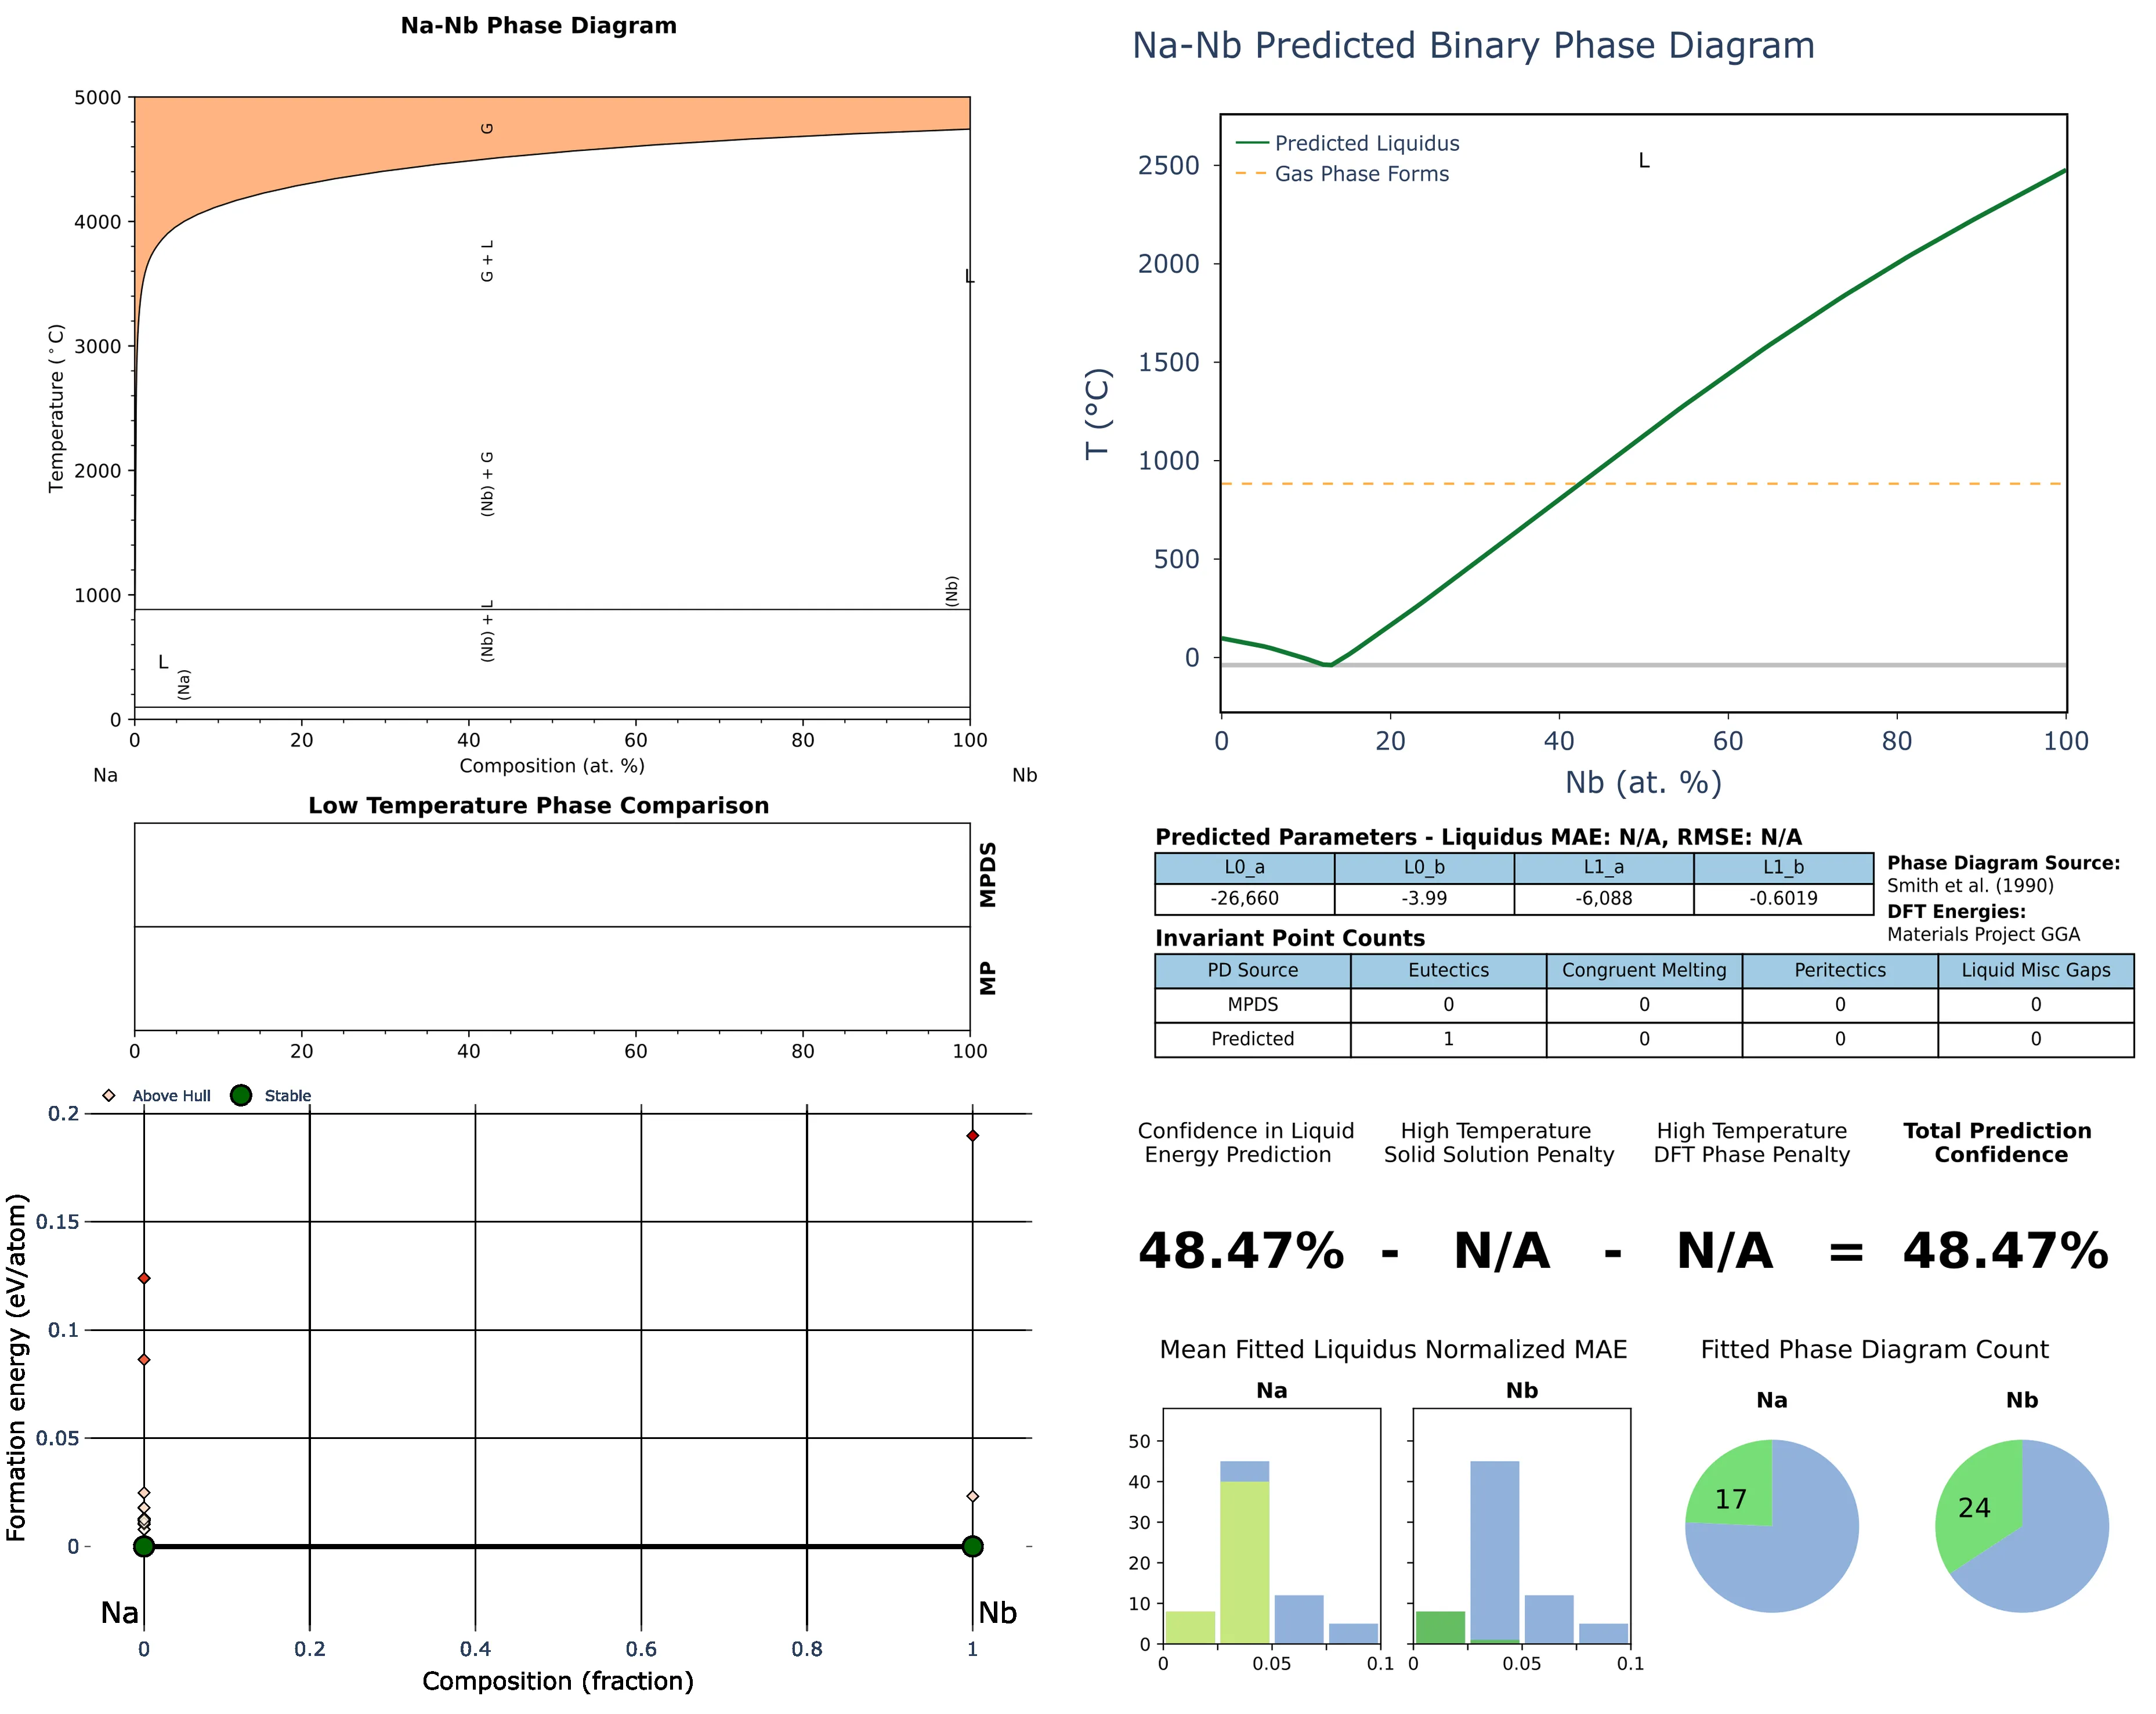 Na-Nb Phase Diagram
5000
4000
3000
2000
1000
0
Temperature (°C)
G
G + L
L
(Nb) + G
(Nb)
(Nb) + L
L
(Na)
0 20 40 60 80 100
Composition (at. %)
Na Nb
Low Temperature Phase Comparison
MPDS
MP
0 20 40 60 80 100
Above Hull Stable
0.2
0.15
0.1
0.05
0
Formation energy (eV/atom)
Na Nb
0 0.2 0.4 0.6 0.8 1
Composition (fraction)
Na-Nb Predicted Binary Phase Diagram
Predicted Liquidus
Gas Phase Forms
L
2500
2000
1500
1000
500
0
T (°C)
0 20 40 60 80 100
Nb (at. %)
Predicted Parameters - Liquidus MAE: N/A, RMSE: N/A
L0_a L0_b L1_a L1_b
-26,660 -3.99 -6,088 -0.6019
Phase Diagram Source:
Smith et al. (1990)
DFT Energies:
Materials Project GGA
Invariant Point Counts
PD Source Eutectics Congruent Melting Peritectics Liquid Misc Gaps
MPDS 0 0 0 0
Predicted 1 0 0 0
Confidence in Liquid
Energy Prediction
High Temperature
Solid Solution Penalty
High Temperature
DFT Phase Penalty
Total Prediction
Confidence
48.47% - N/A - N/A = 48.47%
Mean Fitted Liquidus Normalized MAE
Na Nb
50
40
30
20
10
0
0 0.05 0.1
0 0.05 0.1
Fitted Phase Diagram Count
Na Nb
17 24